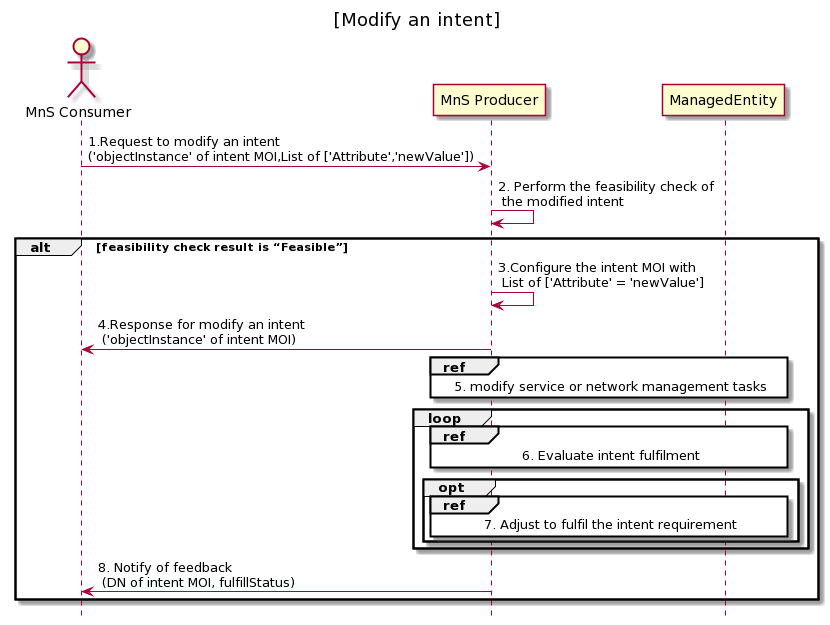 [Modify an intent]
MnS Consumer
MnS Producer
ManagedEntity
1.Request to modify an intent
('objectInstance' of intent MOI,List of ['Attribute','newValue'])
2. Perform the feasibility check of
the modified intent
alt
[feasibility check result is “Feasible”]
3.Configure the intent MOI with
List of ['Attribute' = 'newValue']
4.Response for modify an intent
('objectInstance' of intent MOI)
ref
5. modify service or network management tasks
loop
ref
6. Evaluate intent fulfilment
opt
ref
7. Adjust to fulfil the intent requirement
8. Notify of feedback
(DN of intent MOI, fulfillStatus)